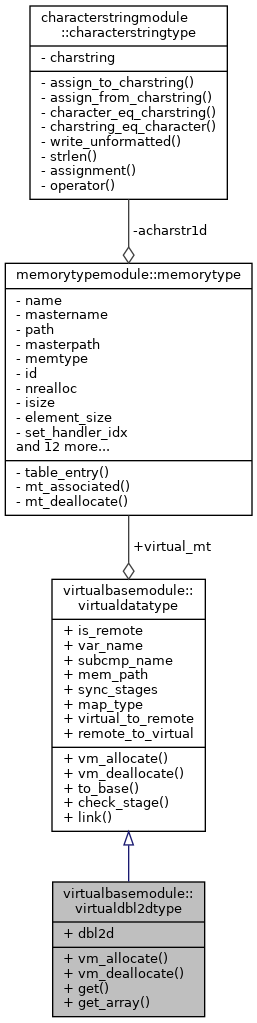 characterstringmodule
::characterstringtype
- charstring
- assign_to_charstring()
- assign_from_charstring()
- character_eq_charstring()
- charstring_eq_character()
- write_unformatted()
- strlen()
- assignment()
- operator()
-acharstr1d
memorytypemodule::memorytype
- name
- mastername
- path
- masterpath
- memtype
- id
- nrealloc
- isize
- element_size
- set_handler_idx
and 12 more...
- table_entry()
- mt_associated()
- mt_deallocate()
+virtual_mt
virtualbasemodule::
virtualdatatype
+ is_remote
+ var_name
+ subcmp_name
+ mem_path
+ sync_stages
+ map_type
+ virtual_to_remote
+ remote_to_virtual
+ vm_allocate()
+ vm_deallocate()
+ to_base()
+ check_stage()
+ link()
virtualbasemodule::
virtualdbl2dtype
+ dbl2d
+ vm_allocate()
+ vm_deallocate()
+ get()
+ get_array()